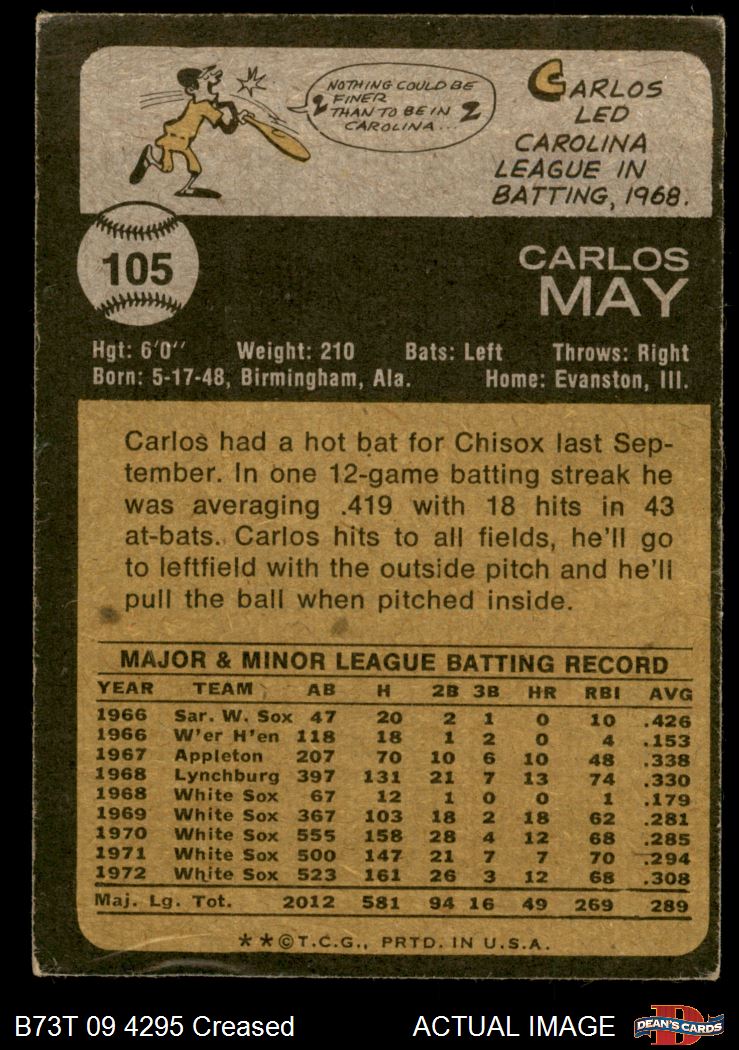 NOTHING COULD BE
FINER
THAN TO BE IN
CAROLINA...
CARLOS
LED
CAROLINA
LEAGUE IN
BATTING, 1968.
105
CARLOS
MAY
Hgt: 6'0" Weight: 210 Bats: Left Throws: Right
Born: 5-17-48, Birmingham, Ala. Home: Evanston, Ill.
Carlos had a hot bat for Chisox last Sep-
tember. In one 12-game batting streak he
was averaging .419 with 18 hits in 43
at-bats. Carlos hits to all fields, he'll go
to leftfield with the outside pitch and he'll
pull the ball when pitched inside.
MAJOR & MINOR LEAGUE BATTING RECORD
YEAR TEAM AB H 2B 3B HR RBI AVG
1966 Sar. W. Sox 47 20 2 1 0 10 .426
1966 W'er H'en 118 18 1 2 0 4 .153
1967 Appleton 207 70 10 6 10 48 .338
1968 Lynchburg 397 131 21 7 13 74 .330
1968 White Sox 67 12 1 0 0 1 .179
1969 White Sox 367 103 18 2 18 62 .281
1970 White Sox 555 158 28 4 12 68 .285
1971 White Sox 500 147 21 7 7 70 .294
1972 White Sox 523 161 26 3 12 68 .308
Maj. Lg. Tot. 2012 581 94 16 49 269 289
**©T.C.G., PRTD. IN U.S.A.
B73T 09 4295 Creased ACTUAL IMAGE
D
DEAN'S CARDS